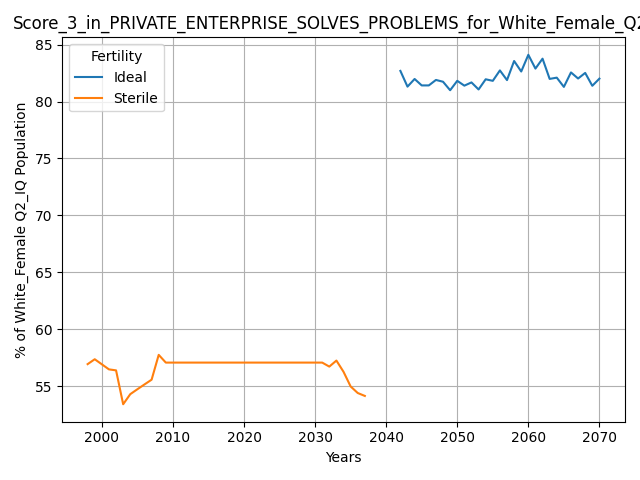 Score_3_in_PRIVATE_ENTERPRISE_SOLVES_PROBLEMS_for_White_Female_Q2
Fertility
Ideal
Sterile
% of White_Female Q2_IQ Population
85
80
75
70
65
60
55
2000 2010 2020 2030 2040 2050 2060 2070
Years